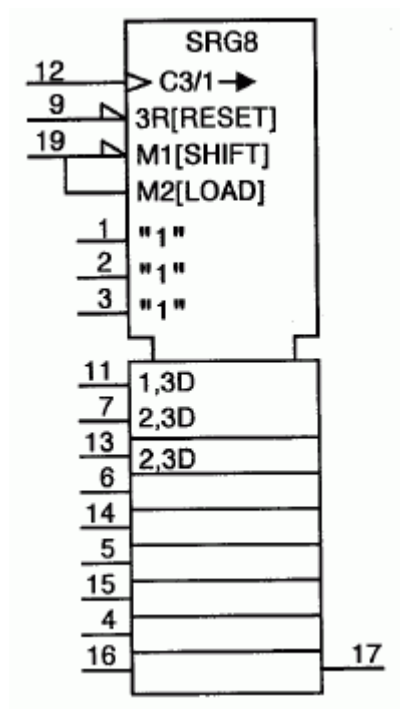 SRG8
12 C3/1→
9 3R[RESET]
19 M1[SHIFT]
M2[LOAD]
1 "1"
2 "1"
3 "1"
11 1,3D
7 2,3D
13 2,3D
6
14
5
15
4
16 17